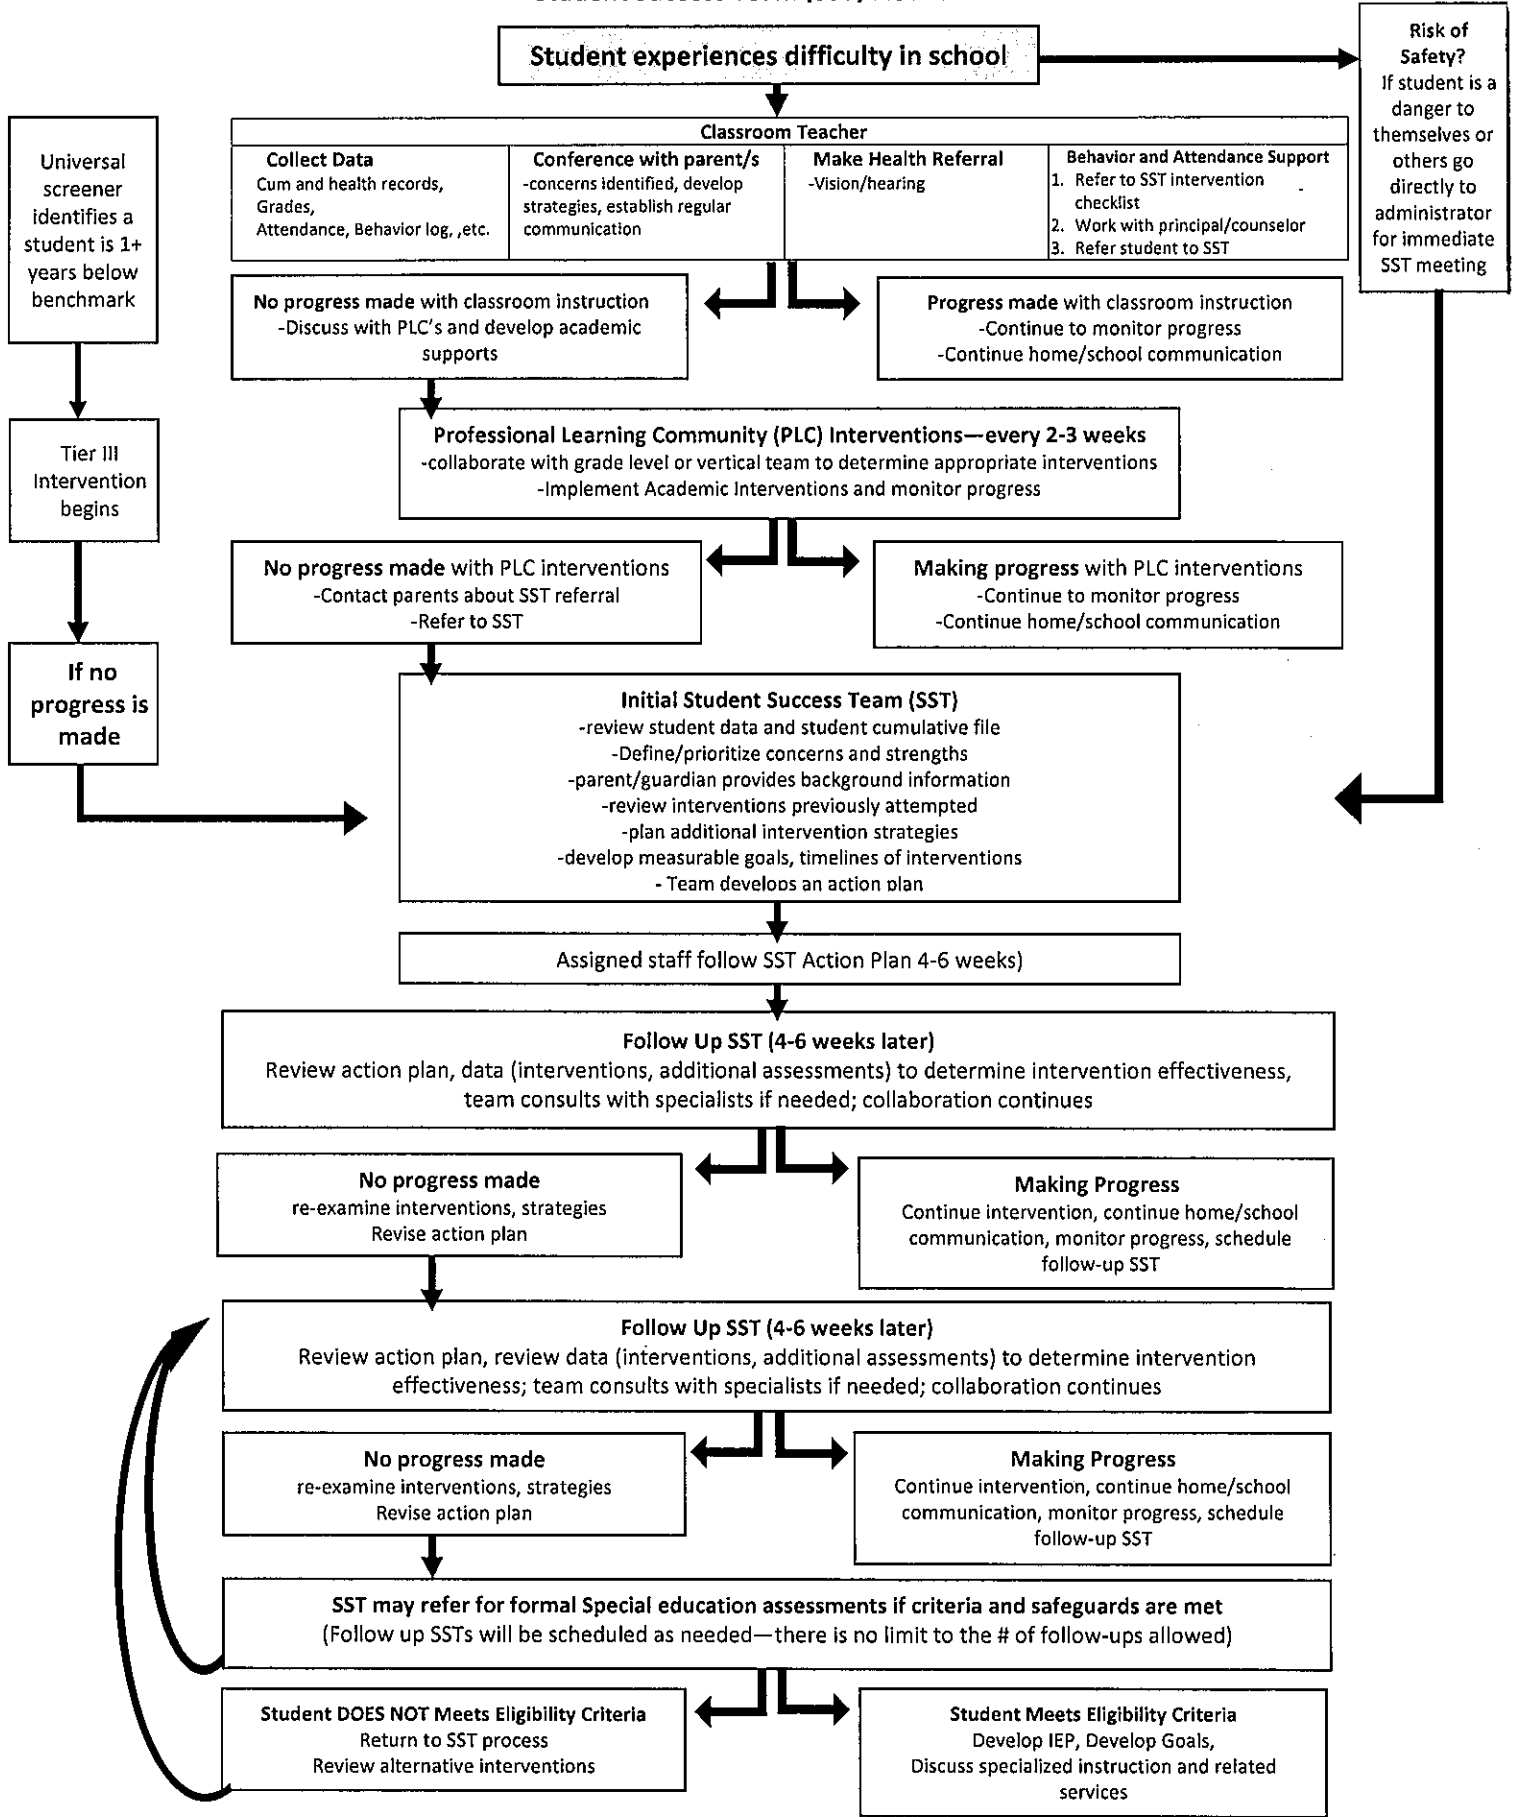 Student experiences difficulty in school
Risk of
Safety?
If student is a
danger to
themselves or
others go
directly to
administrator
for immediate
SST meeting
Universal
screener
identifies a
student is 1+
years below
benchmark
Classroom Teacher
Collect Data
Cum and health records,
Grades,
Attendance, Behavior log, ,etc.
Conference with parent/s
-concerns identified, develop
strategies, establish regular
communication
Make Health Referral
-Vision/hearing
Behavior and Attendance Support
1. Refer to SST intervention
checklist
2. Work with principal/counselor
3. Refer student to SST
No progress made with classroom instruction
-Discuss with PLC's and develop academic
supports
Progress made with classroom instruction
-Continue to monitor progress
-Continue home/school communication
Tier III
Intervention
begins
Professional Learning Community (PLC) Interventions—every 2-3 weeks
-collaborate with grade level or vertical team to determine appropriate interventions
-Implement Academic Interventions and monitor progress
No progress made with PLC interventions
-Contact parents about SST referral
-Refer to SST
Making progress with PLC interventions
-Continue to monitor progress
-Continue home/school communication
If no
progress is
made
Initial Student Success Team (SST)
-review student data and student cumulative file
-Define/prioritize concerns and strengths
-parent/guardian provides background information
-review interventions previously attempted
-plan additional intervention strategies
-develop measurable goals, timelines of interventions
- Team develops an action plan
Assigned staff follow SST Action Plan 4-6 weeks)
Follow Up SST (4-6 weeks later)
Review action plan, data (interventions, additional assessments) to determine intervention effectiveness,
team consults with specialists if needed; collaboration continues
No progress made
re-examine interventions, strategies
Revise action plan
Making Progress
Continue intervention, continue home/school
communication, monitor progress, schedule
follow-up SST
Follow Up SST (4-6 weeks later)
Review action plan, review data (interventions, additional assessments) to determine intervention
effectiveness; team consults with specialists if needed; collaboration continues
No progress made
re-examine interventions, strategies
Revise action plan
Making Progress
Continue intervention, continue home/school
communication, monitor progress, schedule
follow-up SST
SST may refer for formal Special education assessments if criteria and safeguards are met
(Follow up SSTs will be scheduled as needed—there is no limit to the # of follow-ups allowed)
Student DOES NOT Meets Eligibility Criteria
Return to SST process
Review alternative interventions
Student Meets Eligibility Criteria
Develop IEP, Develop Goals,
Discuss specialized instruction and related
services